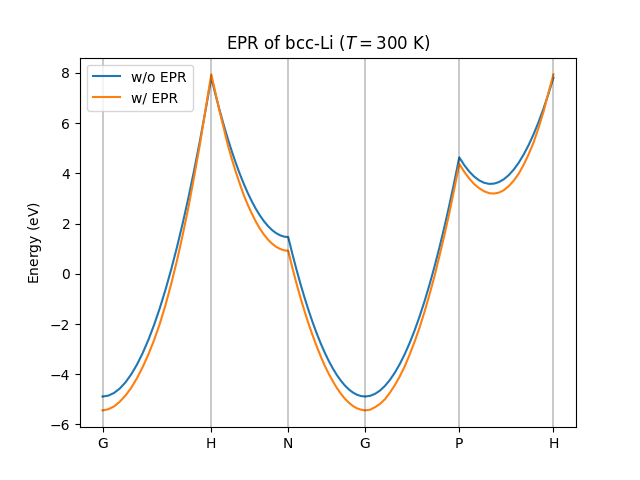 EPR of bcc-Li (T = 300 K)
w/o EPR
w/ EPR
Energy (eV)
8
6
4
2
0
−2
−4
−6
G H N G P H